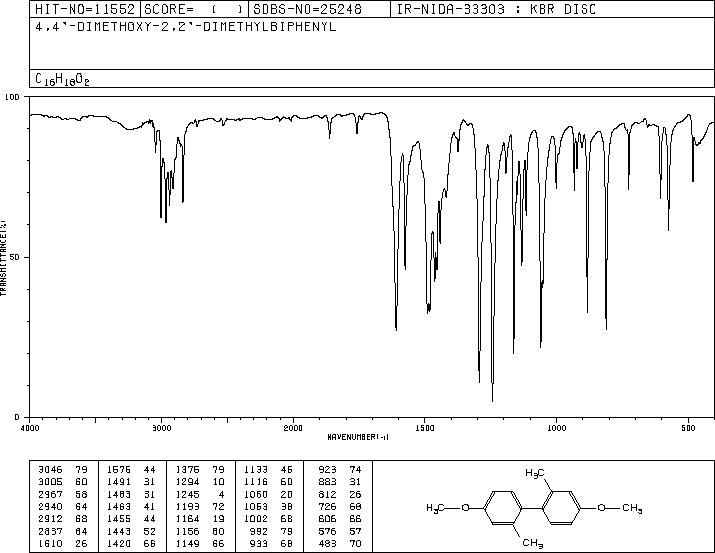 HIT-NO=11552 SCORE= ( ) SDBS-NO=25248 IR-NIDA-33303 : KBR DISC
4,4'-DIMETHOXY-2,2'-DIMETHYLBIPHENYL
C16H18O2
100
50
0
TRANSMITTANCE(%)
4000 3000 2000 1500 1000 500
WAVENUMBER(-1)
3046 79 1576 44 1376 79 1133 46 923 74
3005 60 1491 31 1294 10 1116 60 883 31
2967 58 1483 31 1245 4 1060 20 812 26
2940 64 1463 41 1193 72 1053 38 726 68
2912 68 1455 44 1164 19 1002 68 606 66
2837 64 1443 52 1156 60 992 79 576 57
1610 26 1420 66 1149 66 933 68 483 70
H3C
H3C O O CH3
CH3